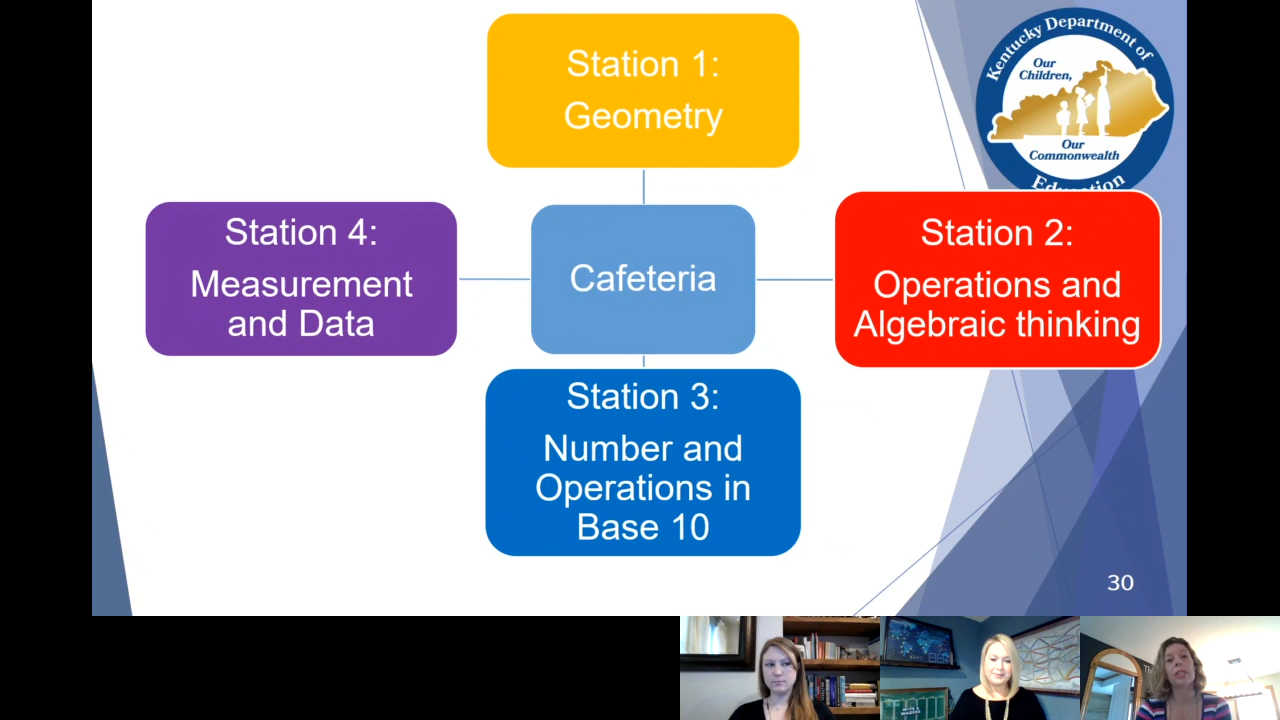 Station 1:
Geometry
Kentucky Department of
Our
Children,
Our
Commonwealth
Education
Station 4:
Measurement
and Data
Cafeteria
Station 2:
Operations and
Algebraic thinking
Station 3:
Number and
Operations in
Base 10
30